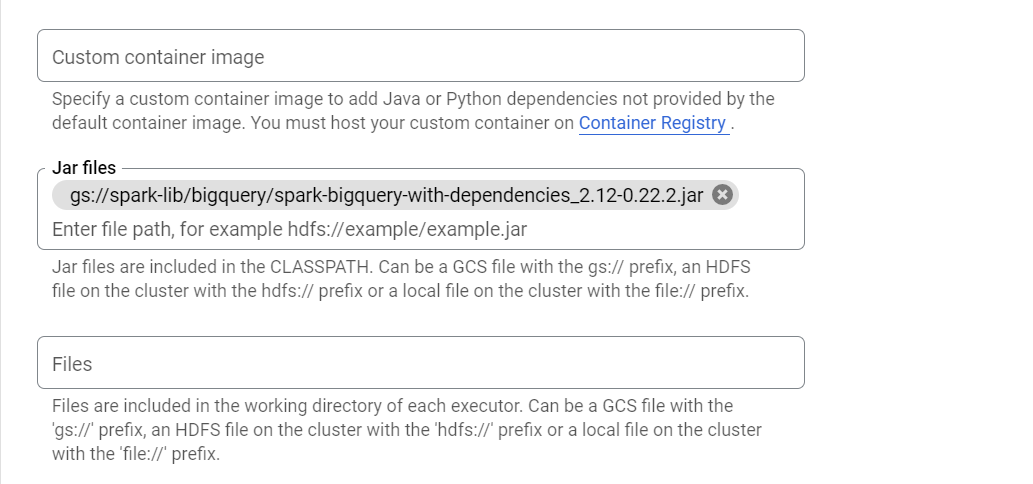 Custom container image
Specify a custom container image to add Java or Python dependencies not provided by the
default container image. You must host your custom container on Container Registry .
Jar files
gs://spark-lib/bigquery/spark-bigquery-with-dependencies_2.12-0.22.2.jar
Enter file path, for example hdfs://example/example.jar
Jar files are included in the CLASSPATH. Can be a GCS file with the gs:// prefix, an HDFS
file on the cluster with the hdfs:// prefix or a local file on the cluster with the file:// prefix.
Files
Files are included in the working directory of each executor. Can be a GCS file with the
'gs://' prefix, an HDFS file on the cluster with the 'hdfs://' prefix or a local file on the cluster
with the 'file://' prefix.